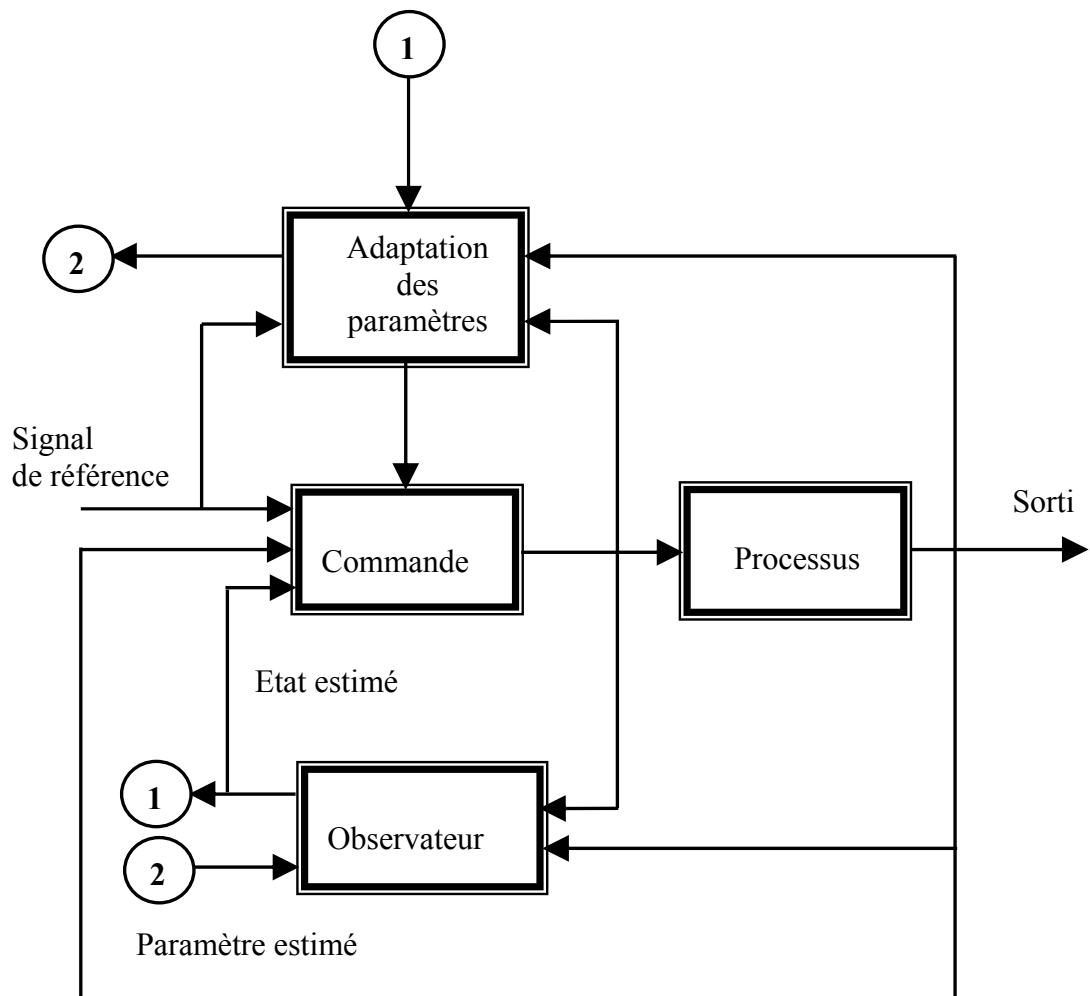 1
Adaptation
des
paramètres
2
Signal
de référence
Commande
Processus
Sorti
Etat estimé
1
Observateur
2
Paramètre estimé